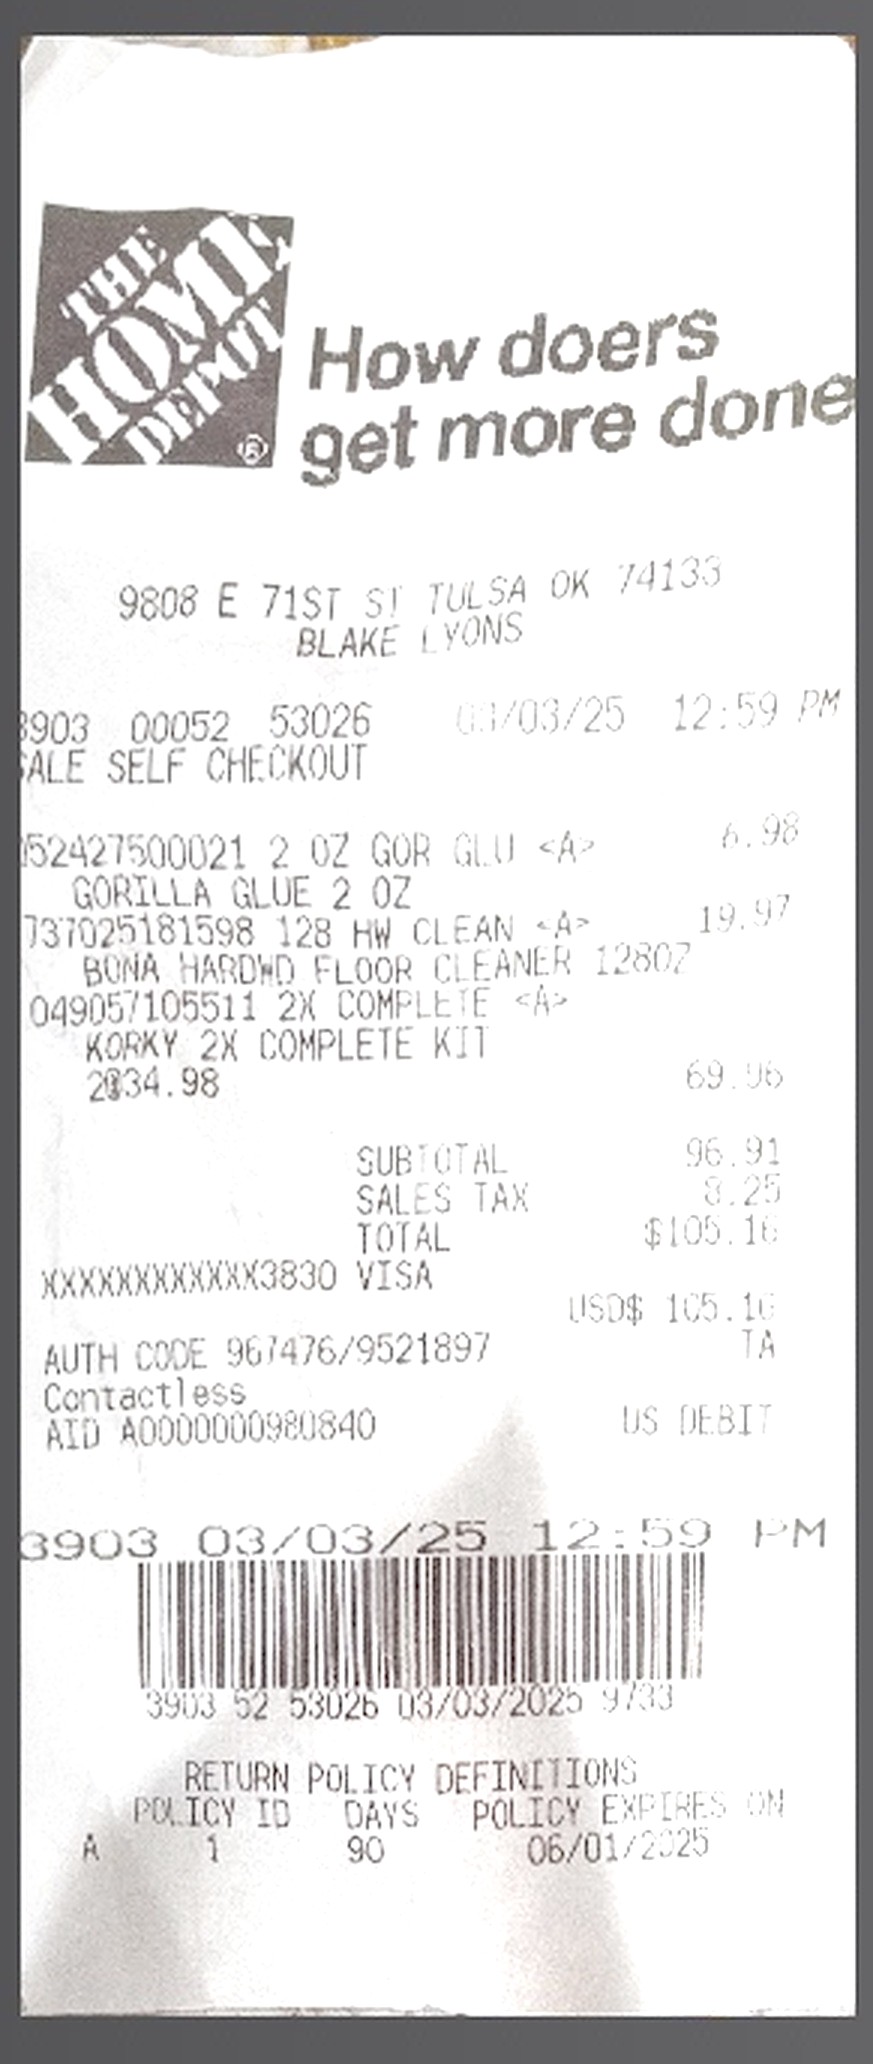 THE
HOME
DEPOT
®
How doers
get more done
9808 E 71ST ST TULSA OK 74133
BLAKE LYONS
3903 00052 53026 03/03/25 12:59 PM
SALE SELF CHECKOUT
052427500021 2 OZ GOR GLU <A> 6.98
GORILLA GLUE 2 OZ
737025181598 128 HW CLEAN <A> 19.97
BONA HARDWD FLOOR CLEANER 128OZ
049057105511 2X COMPLETE <A>
KORKY 2X COMPLETE KIT
2@34.98 69.96
SUBTOTAL 96.91
SALES TAX 8.25
TOTAL $105.16
XXXXXXXXXXXX3830 VISA
USD$ 105.16
AUTH CODE 967476/9521897 TA
Contactless
AID A0000000980840 US DEBIT
3903 03/03/25 12:59 PM
3903 52 53026 03/03/2025 9733
RETURN POLICY DEFINITIONS
POLICY ID DAYS POLICY EXPIRES ON
A 1 90 06/01/2025